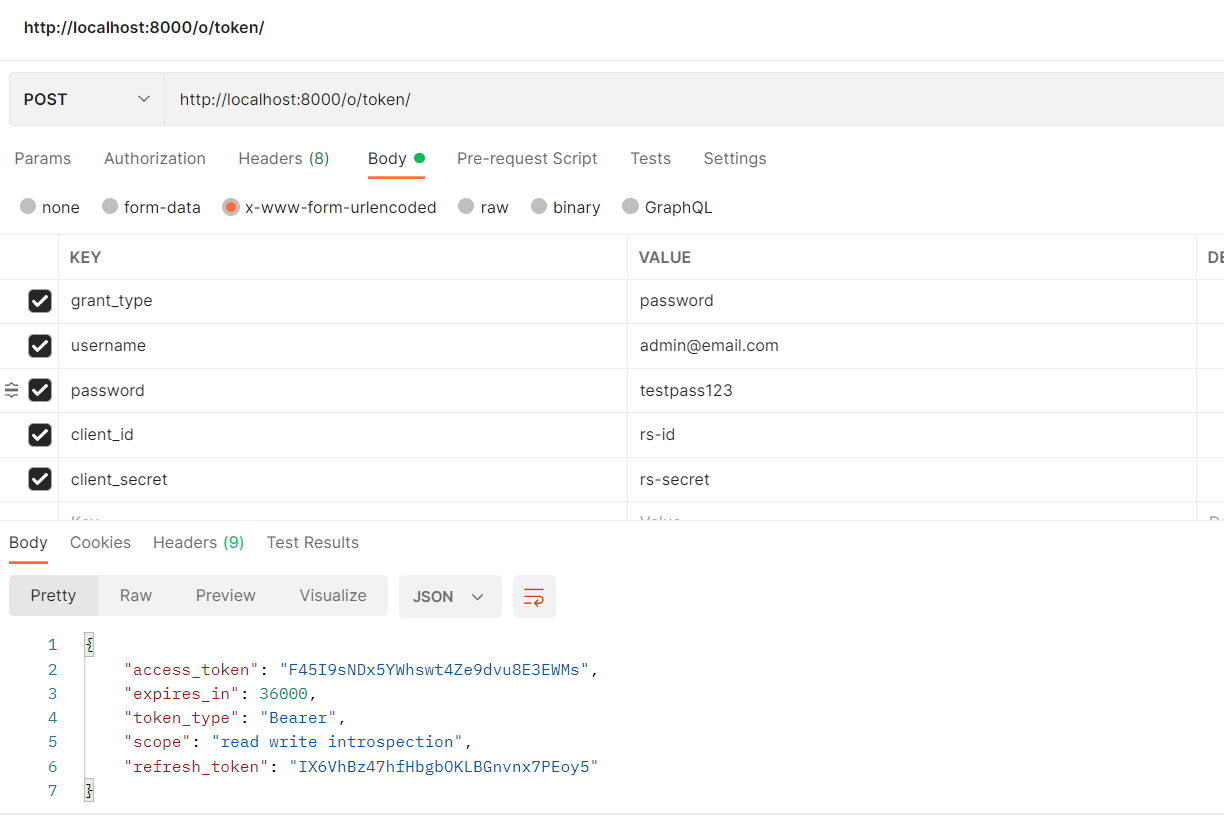 http://localhost:8000/o/token/
POST http://localhost:8000/o/token/
Params Authorization Headers (8) Body Pre-request Script Tests Settings
none form-data x-www-form-urlencoded raw binary GraphQL
KEY VALUE DE
grant_type password
username admin@email.com
password testpass123
client_id rs-id
client_secret rs-secret
Key Value
Body Cookies Headers (9) Test Results
Pretty Raw Preview Visualize JSON
1 {
2 "access_token": "F45I9sNDx5YWhswt4Ze9dvu8E3EWMs",
3 "expires_in": 36000,
4 "token_type": "Bearer",
5 "scope": "read write introspection",
6 "refresh_token": "IX6VhBz47hfHbgbOKLBGnvnx7PEoy5"
7 }